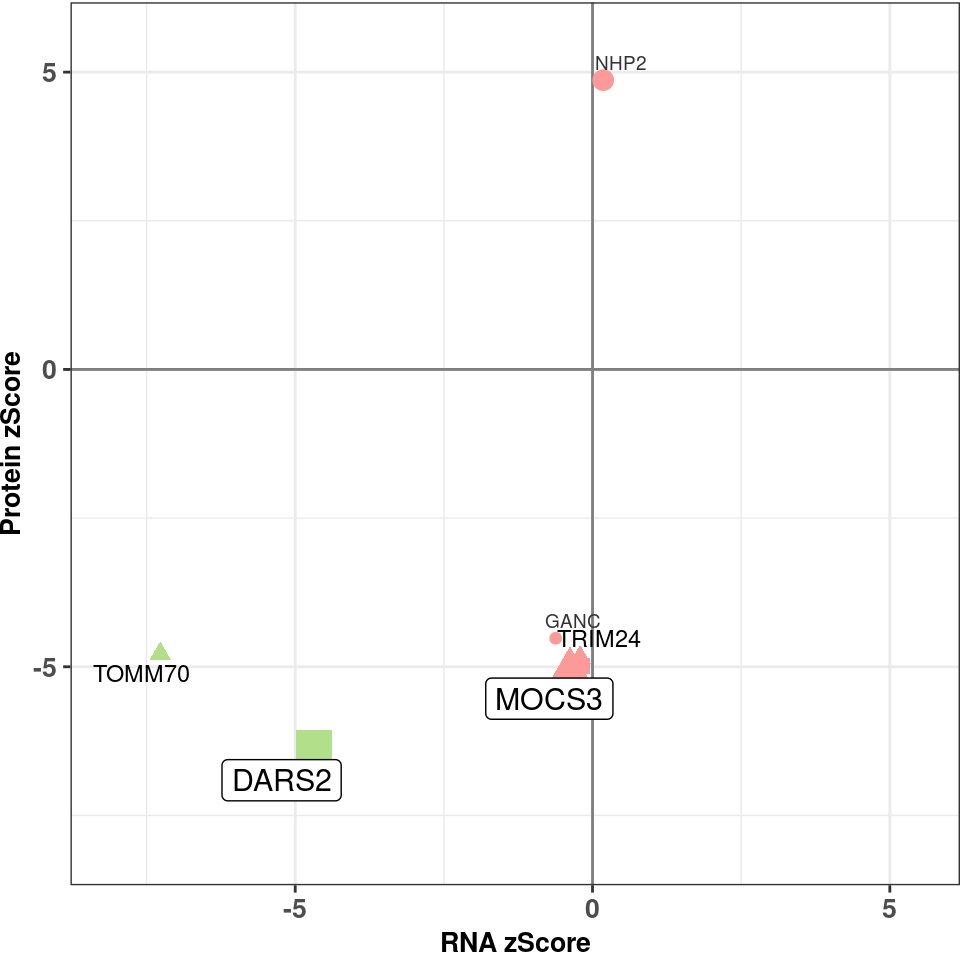 NHP2
5
0
Protein zScore
GANC
TRIM24
-5
TOMM70
MOCS3
DARS2
-5
0
5
RNA zScore